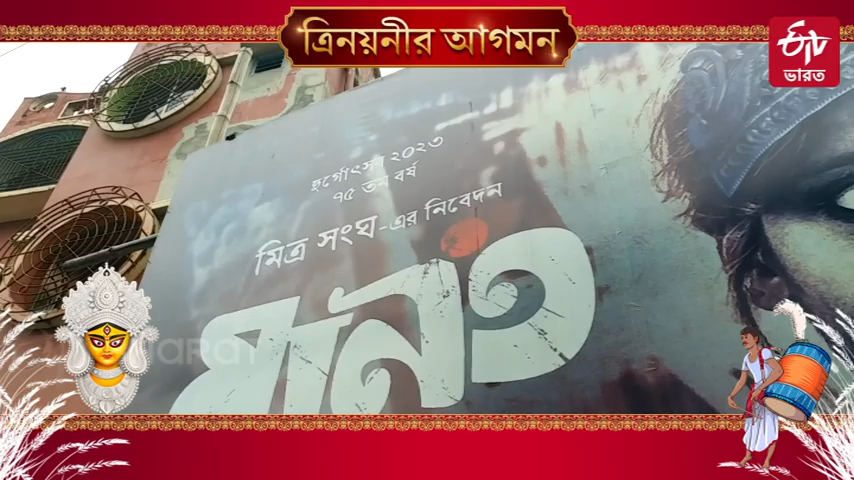 ত্রিনয়নীর আগমন
ETV
ভারত
দুর্গোৎসব ২০২৩
৭৫ তম বর্ষ
মিত্র সংঘ-এর নিবেদন